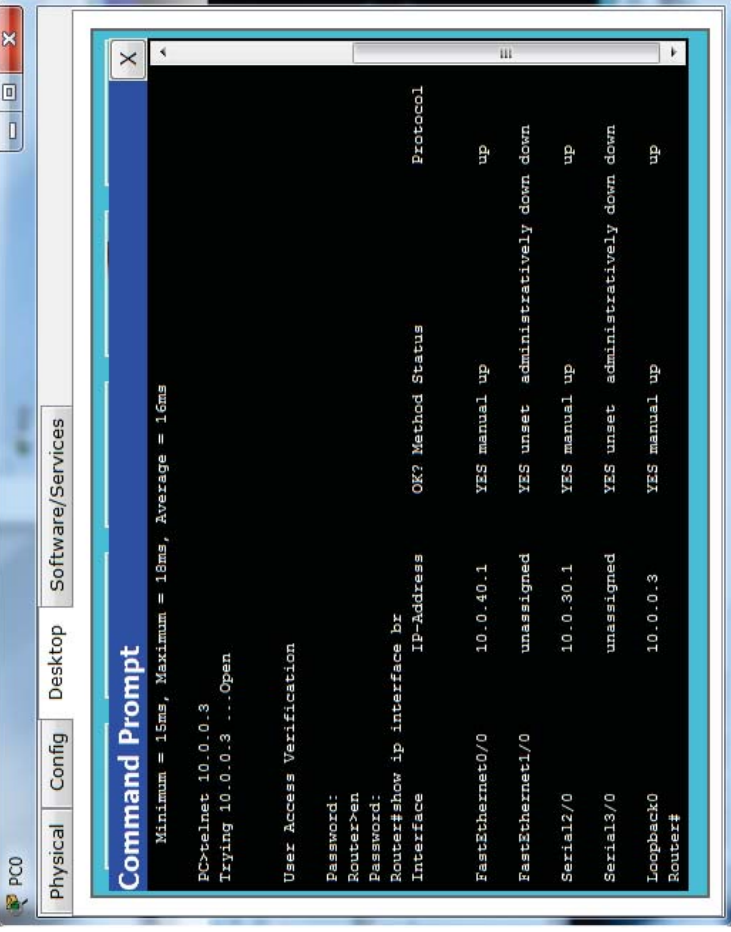 PC0
Physical Config Desktop Software/Services
Command Prompt X
Minimum = 15ms, Maximum = 18ms, Average = 16ms
PC>telnet 10.0.0.3
Trying 10.0.0.3 ...Open
User Access Verification
Password:
Router>en
Password:
Router#show ip interface br
Interface IP-Address OK? Method Status Protocol
FastEthernet0/0 10.0.40.1 YES manual up up
FastEthernet1/0 unassigned YES unset administratively down down
Serial2/0 10.0.30.1 YES manual up up
Serial3/0 unassigned YES unset administratively down down
Loopback0 10.0.0.3 YES manual up up
Router#